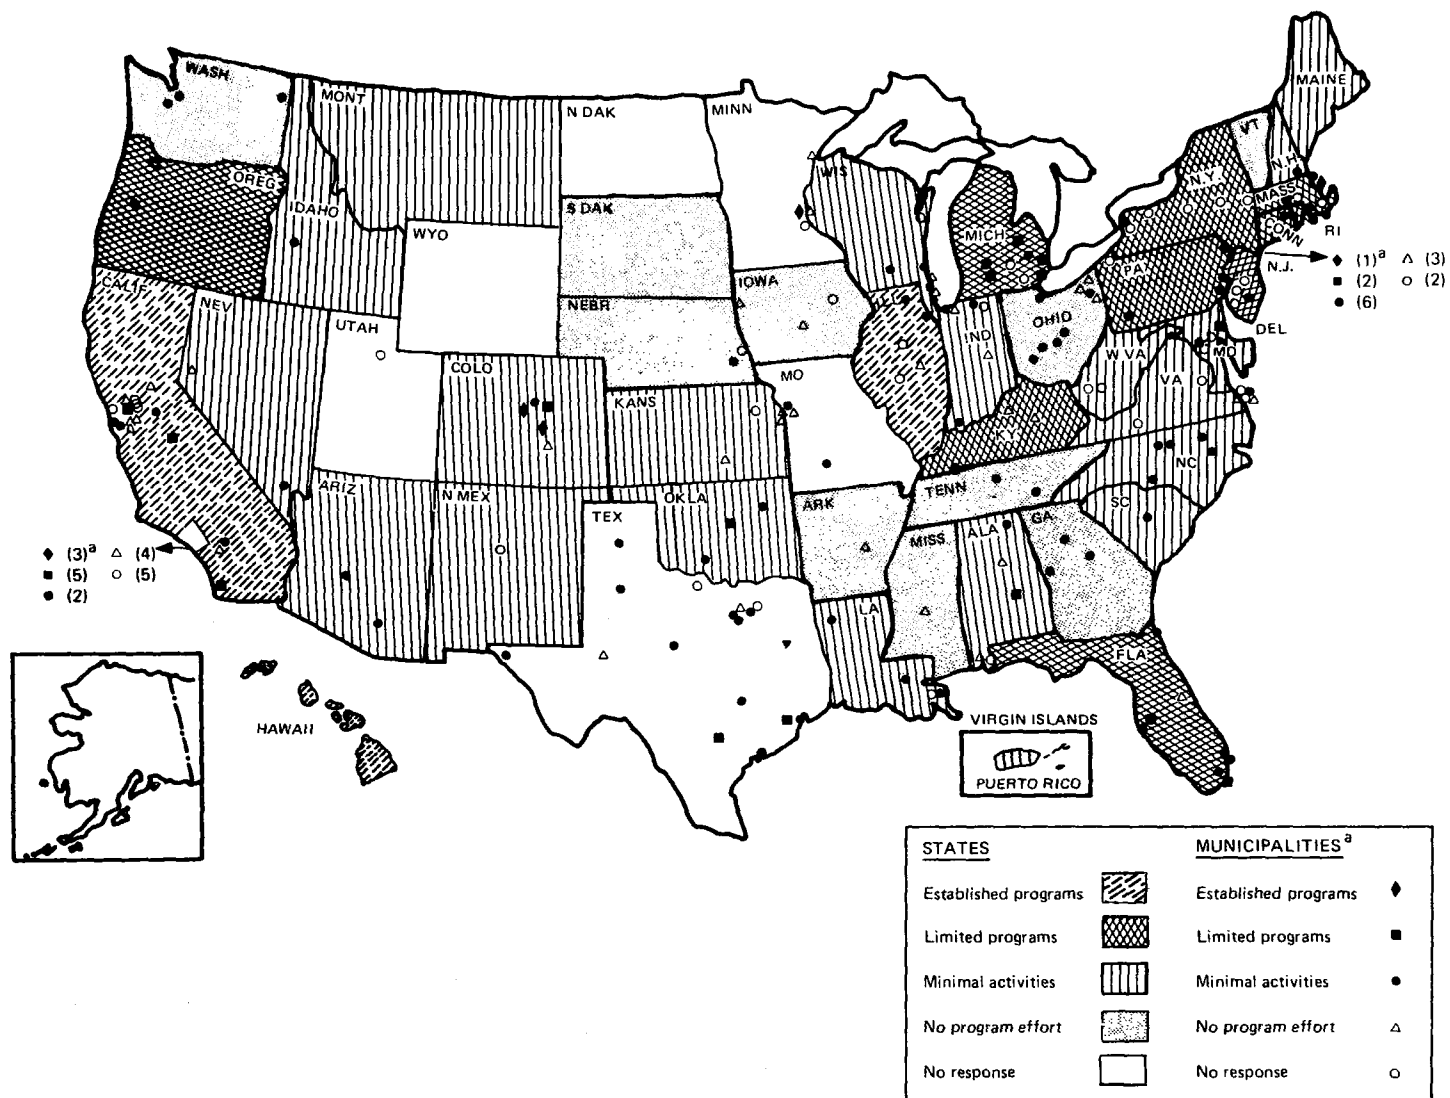 WASH
MONT
N DAK
MINN
MAINE
VT
N.H
OREG
IDAHO
WYO
S DAK
WIS
MICH
N.Y.
MASS
CONN
RI
CALIF
NEV
UTAH
NEBR
IOWA
ILL
IND
OHIO
PA
N.J.
DEL
(1)a (3)
(2) (2)
(6)
COLO
KANS
MO
KY
W VA
VA
MD
ARIZ
N MEX
OKLA
TEX
ARK
TENN
NC
SC
MISS
ALA
GA
LA
FLA
(3)a (4)
(5) (5)
(2)
HAWAII
VIRGIN ISLANDS
PUERTO RICO
STATES MUNICIPALITIES a
Established programs Established programs
Limited programs Limited programs
Minimal activities Minimal activities
No program effort No program effort
No response No response